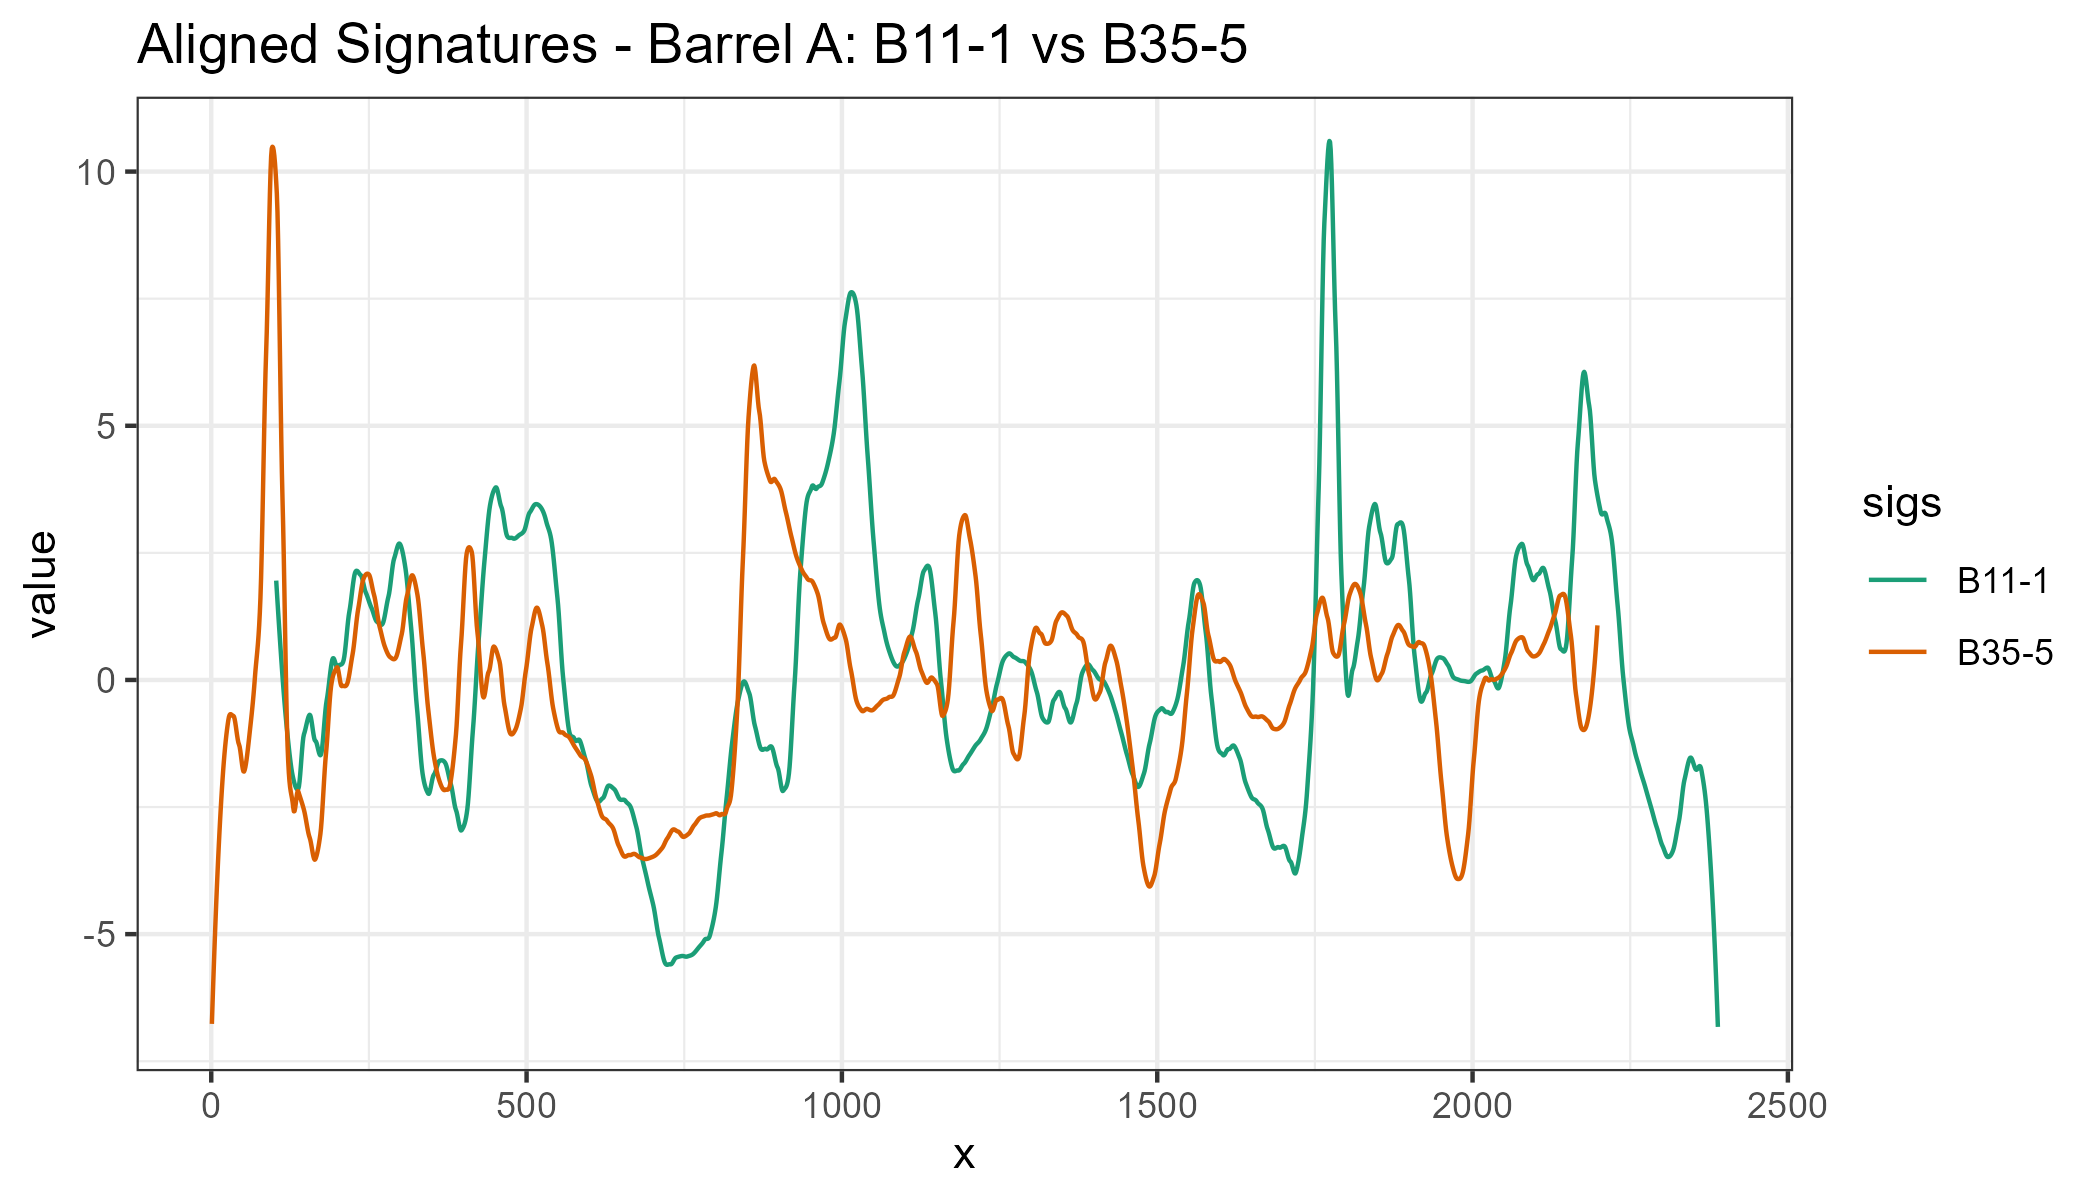 Aligned Signatures - Barrel A: B11-1 vs B35-5
value
10
5
0
-5
0 500 1000 1500 2000 2500
x
sigs
B11-1
B35-5